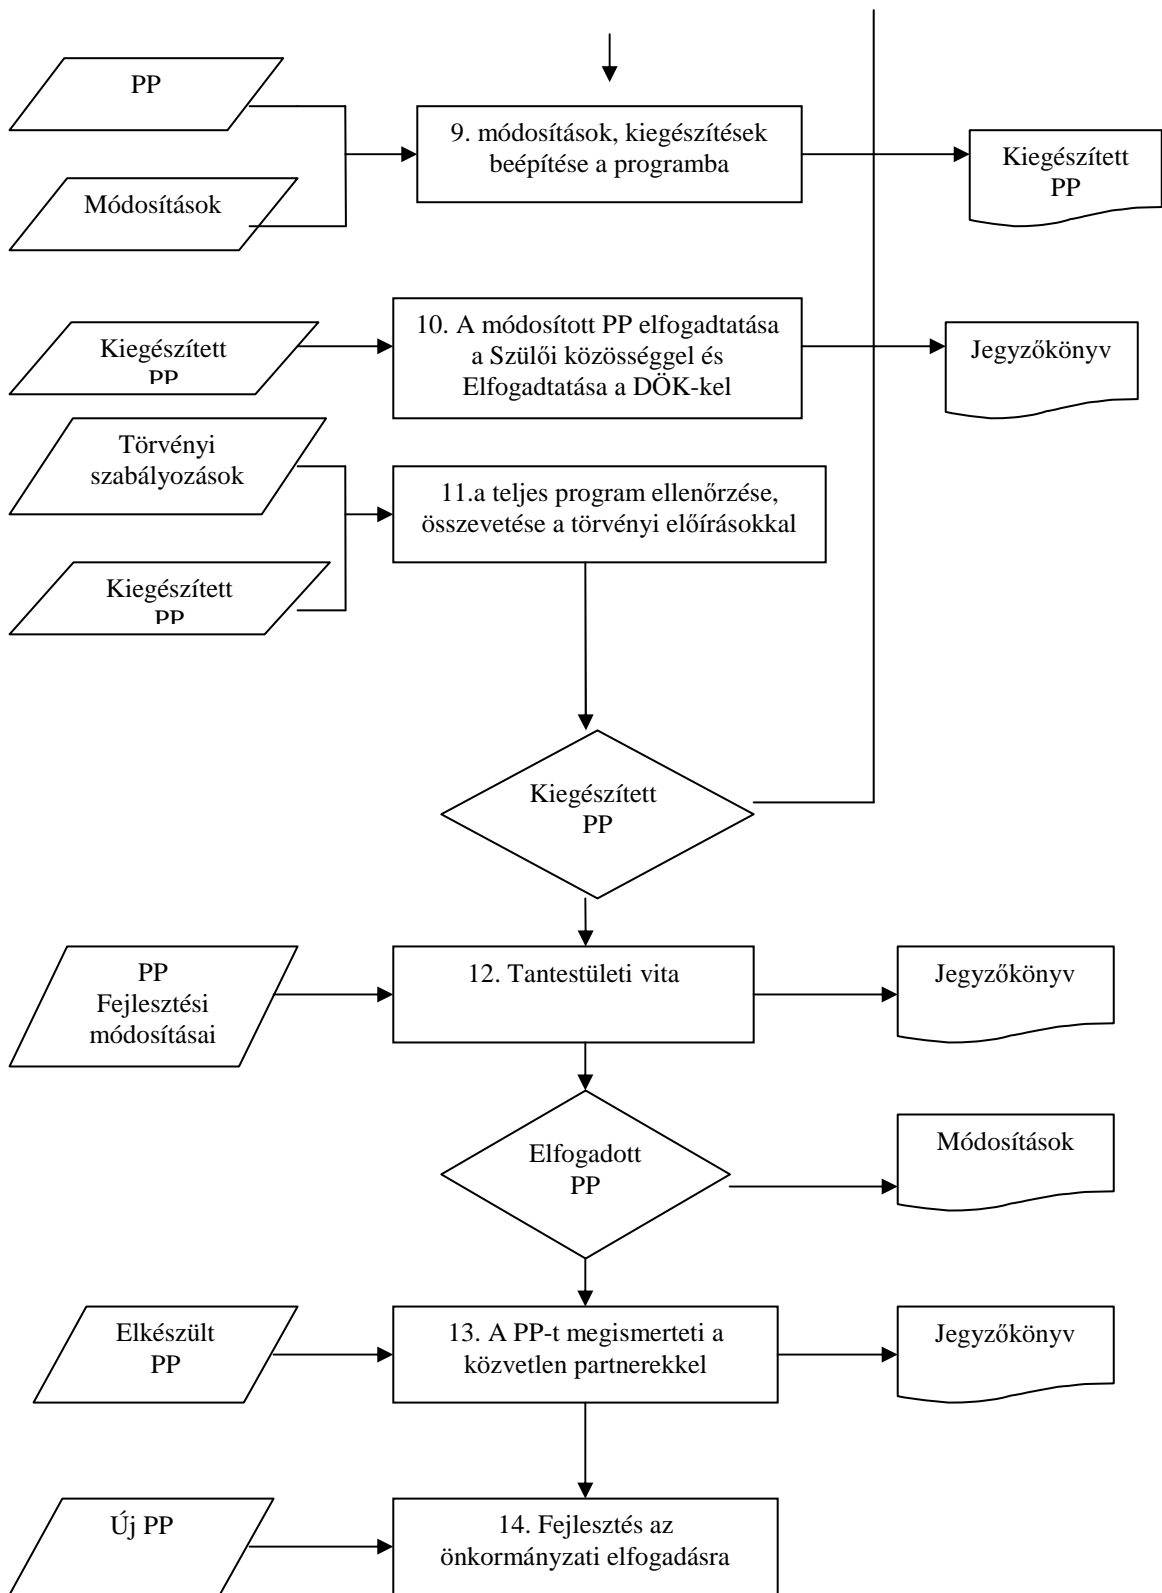 PP
9. módosítások, kiegészítések
beépítése a programba
Kiegészített
PP
Módosítások
10. A módosított PP elfogadtatása
a Szülői közösséggel és
Elfogadtatása a DÖK-kel
Kiegészített
PP
Jegyzőkönyv
Törvényi
szabályozások
11.a teljes program ellenőrzése,
összevetése a törvényi előírásokkal
Kiegészített
PP
Kiegészített
PP
PP
Fejlesztési
módosításai
12. Tantestületi vita
Jegyzőkönyv
Elfogadott
PP
Módosítások
Elkészült
PP
13. A PP-t megismerteti a
közvetlen partnerekkel
Jegyzőkönyv
Új PP
14. Fejlesztés az
önkormányzati elfogadásra